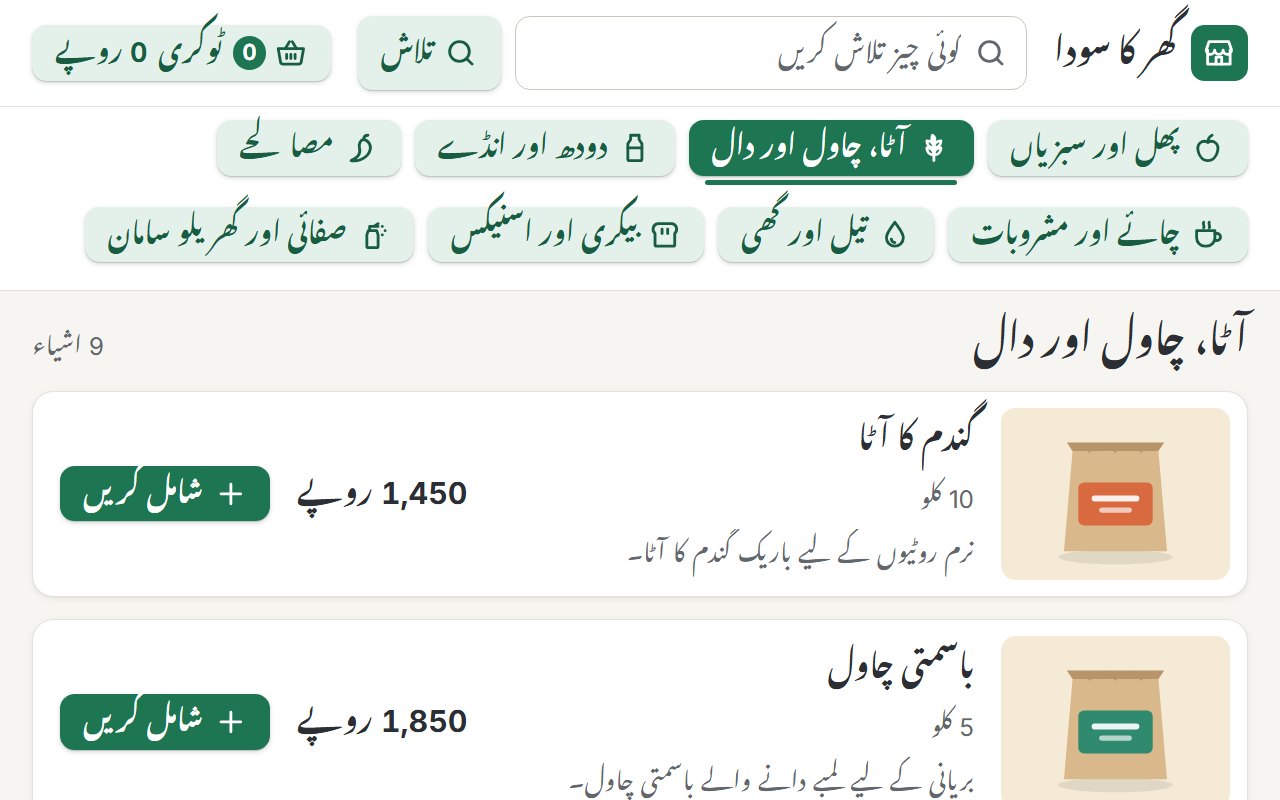 گھر کا سودا
کوئی چیز تلاش کریں
تلاش
0 ٹوکری 0 روپے
پھل اور سبزیاں
آٹا، چاول اور دال
دودھ اور انڈے
مصالحے
چائے اور مشروبات
تیل اور گھی
بیکری اور اسنیکس
صفائی اور گھریلو سامان
آٹا، چاول اور دال
9 اشیاء
گندم کا آٹا
10 کلو
نرم روٹیوں کے لیے باریک گندم کا آٹا۔
1,450 روپے
شامل کریں
باسمتی چاول
5 کلو
بریانی کے لیے لمبے دانے والے باسمتی چاول۔
1,850 روپے
شامل کریں